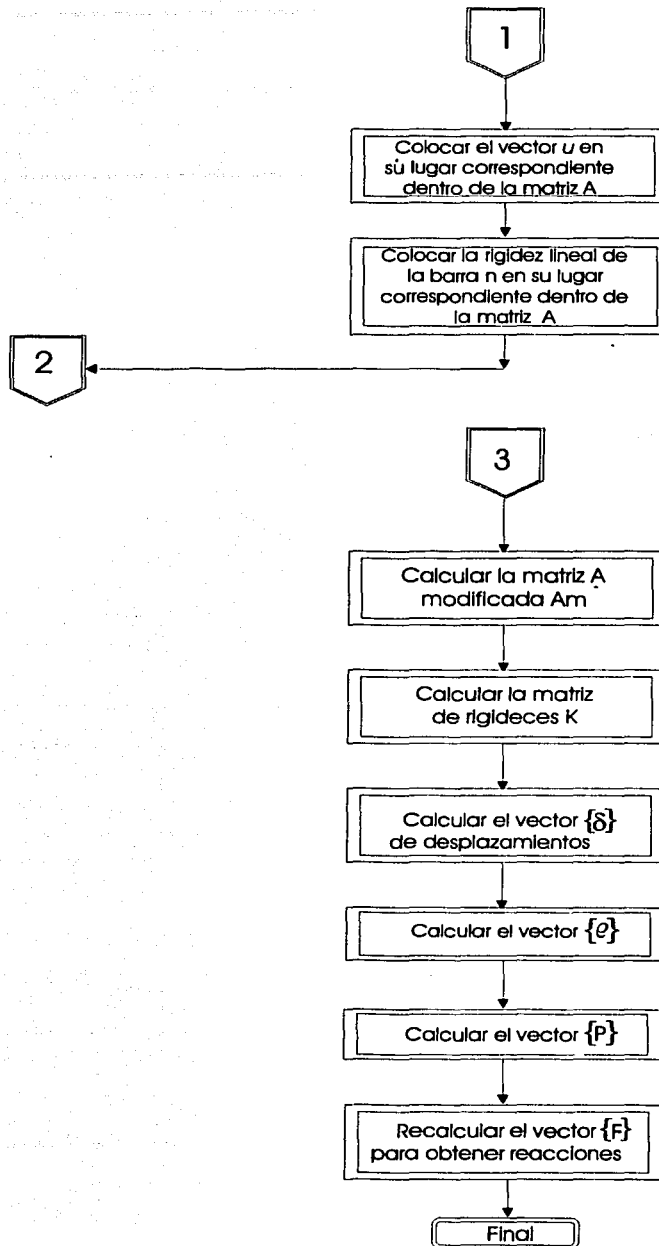 1
Colocar el vector u en
su lugar correspondiente
dentro de la matriz A
Colocar la rigidez lineal de
la barra n en su lugar
correspondiente dentro de
la matriz A
2
3
Calcular la matriz A
modificada Am
Calcular la matriz
de rigideces K
Calcular el vector {δ}
de desplazamientos
Calcular el vector {e}
Calcular el vector {P}
Recalcular el vector {F}
para obtener reacciones
Final